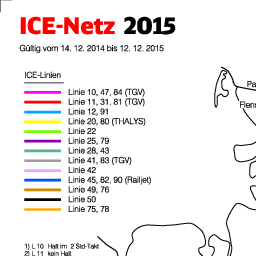 ICE-Netz 2015
Gültig vom 14. 12. 2014 bis 12. 12. 2015
ICE-Linien
Linie 10, 47, 84 (TGV)
Linie 11, 31, 81 (TGV)
Linie 12, 91
Linie 20, 80 (THALYS)
Linie 22
Linie 25, 79
Linie 28, 43
Linie 41, 83 (TGV)
Linie 42
Linie 45, 82, 90 (Railjet)
Linie 49, 76
Linie 50
Linie 75, 78
1) L 10 Halt im 2 Std-Takt
2) L 11 kein Halt